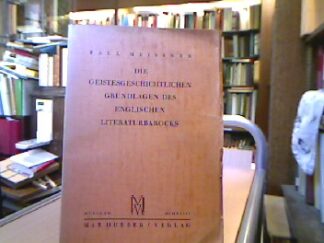 PAUL MEISSNER
DIE
GEISTESGESCHICHTLICHEN
GRUNDLAGEN DES
ENGLISCHEN
LITERATURBAROCKS
MAX HUEBER / VERLAG